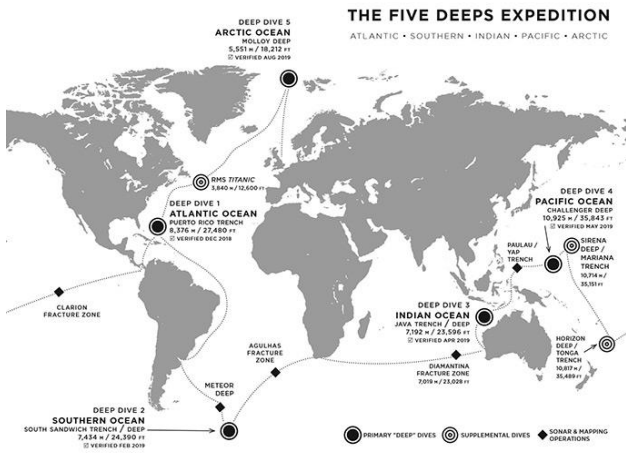 THE FIVE DEEPS EXPEDITION
ATLANTIC • SOUTHERN • INDIAN • PACIFIC • ARCTIC
DEEP DIVE 5
ARCTIC OCEAN
MOLLOY DEEP
5,551 M / 18,212 FT
☑ VERIFIED AUG 2019
RMS TITANIC
3,840 M / 12,600 FT
DEEP DIVE 1
ATLANTIC OCEAN
PUERTO RICO TRENCH
8,376 M / 27,480 FT
☑ VERIFIED DEC 2018
DEEP DIVE 4
PACIFIC OCEAN
CHALLENGER DEEP
10,925 M / 35,843 FT
☑ VERIFIED MAY 2019
PAULAU /
YAP
TRENCH
SIRENA
DEEP /
MARIANA
TRENCH
10,714 M /
35,151 FT
CLARION
FRACTURE ZONE
DEEP DIVE 3
INDIAN OCEAN
JAVA TRENCH / DEEP
7,192 M / 23,596 FT
☑ VERIFIED APR 2019
HORIZON
DEEP /
TONGA
TRENCH
10,817 M /
35,489 FT
AGULHAS
FRACTURE
ZONE
DIAMANTINA
FRACTURE ZONE
7,019 M / 23,028 FT
METEOR
DEEP
DEEP DIVE 2
SOUTHERN OCEAN
SOUTH SANDWICH TRENCH / DEEP
7,434 M / 24,390 FT
☑ VERIFIED FEB 2019
PRIMARY "DEEP" DIVES
SUPPLEMENTAL DIVES
SONAR & MAPPING
OPERATIONS